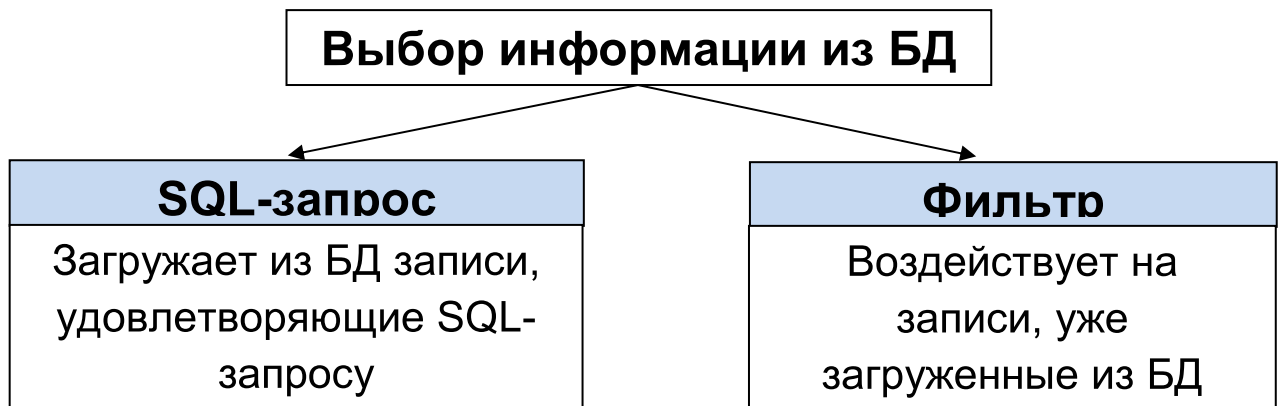 Выбор информации из БД
SQL-запрос
Загружает из БД записи,
удовлетворяющие SQL-
запросу
Фильтр
Воздействует на
записи, уже
загруженные из БД